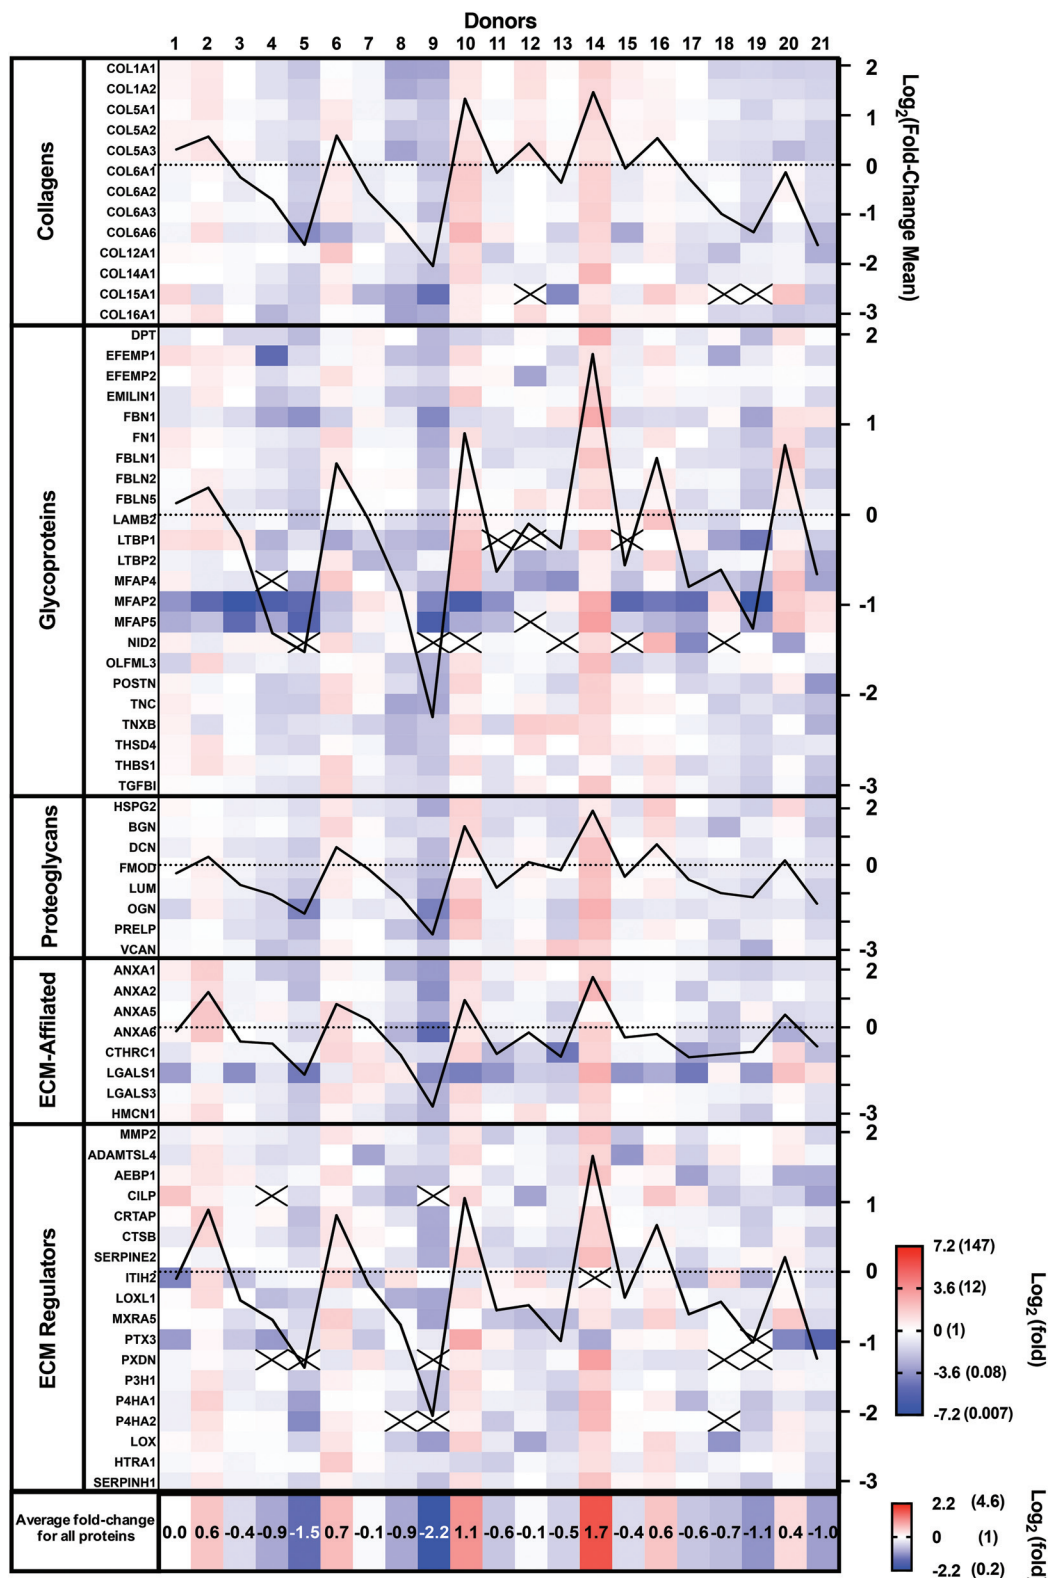 Donors
1 2 3 4 5 6 7 8 9 10 11 12 13 14 15 16 17 18 19 20 21
Collagens
COL1A1
COL1A2
COL5A1
COL5A2
COL5A3
COL6A1
COL6A2
COL6A3
COL6A6
COL12A1
COL14A1
COL15A1
COL16A1
2
1
0
-1
-2
-3
Log2(Fold-Change Mean)
Glycoproteins
DPT
EFEMP1
EFEMP2
EMILIN1
FBN1
FN1
FBLN1
FBLN2
FBLN5
LAMB2
LTBP1
LTBP2
MFAP4
MFAP2
MFAP5
NID2
OLFML3
POSTN
TNC
TNXB
THSD4
THBS1
TGFBI
2
1
0
-1
-2
-3
Proteoglycans
HSPG2
BGN
DCN
FMOD
LUM
OGN
PRELP
VCAN
2
0
-3
ECM-Affilated
ANXA1
ANXA2
ANXA5
ANXA6
CTHRC1
LGALS1
LGALS3
HMCN1
2
0
-3
ECM Regulators
MMP2
ADAMTSL4
AEBP1
CILP
CRTAP
CTSB
SERPINE2
ITIH2
LOXL1
MXRA5
PTX3
PXDN
P3H1
P4HA1
P4HA2
LOX
HTRA1
SERPINH1
2
1
0
-1
-2
-3
7.2 (147)
3.6 (12)
0 (1)
-3.6 (0.08)
-7.2 (0.007)
Log2 (fold)
Average fold-change
for all proteins
0.0 0.6 -0.4 -0.9 -1.5 0.7 -0.1 -0.9 -2.2 1.1 -0.6 -0.1 -0.5 1.7 -0.4 0.6 -0.6 -0.7 -1.1 0.4 -1.0
2.2 (4.6)
0 (1)
-2.2 (0.2)
Log2 (fold)